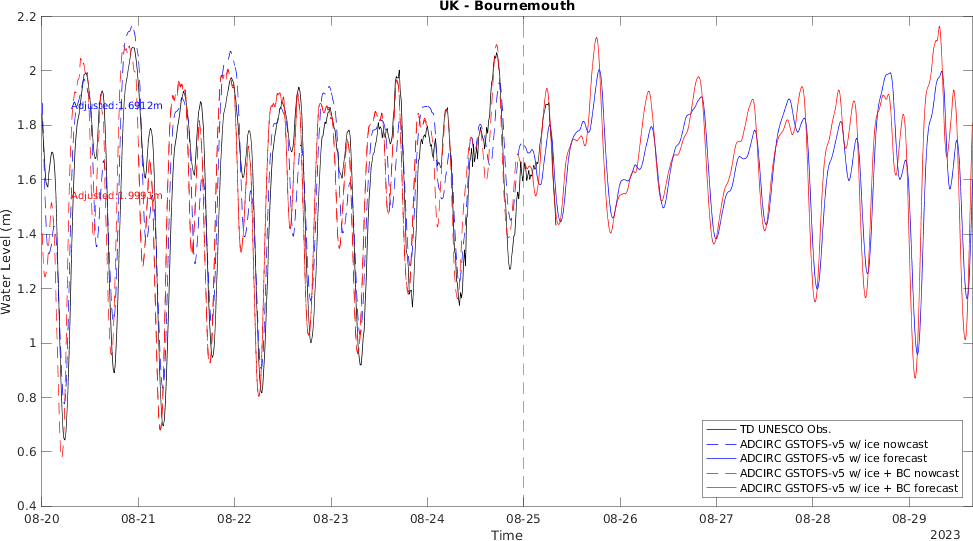 UK - Bournemouth
2.2
2
1.8
1.6
1.4
1.2
1
0.8
0.6
0.4
Water Level (m)
Adjusted:1.6912m
TD UNESCO Obs.
ADCIRC GSTOFS-v5 w/ ice nowcast
ADCIRC GSTOFS-v5 w/ ice forecast
ADCIRC GSTOFS-v5 w/ ice + BC nowcast
ADCIRC GSTOFS-v5 w/ ice + BC forecast
08-20
08-21
08-22
08-23
08-24
08-25
08-26
08-27
08-28
08-29
Time
2023